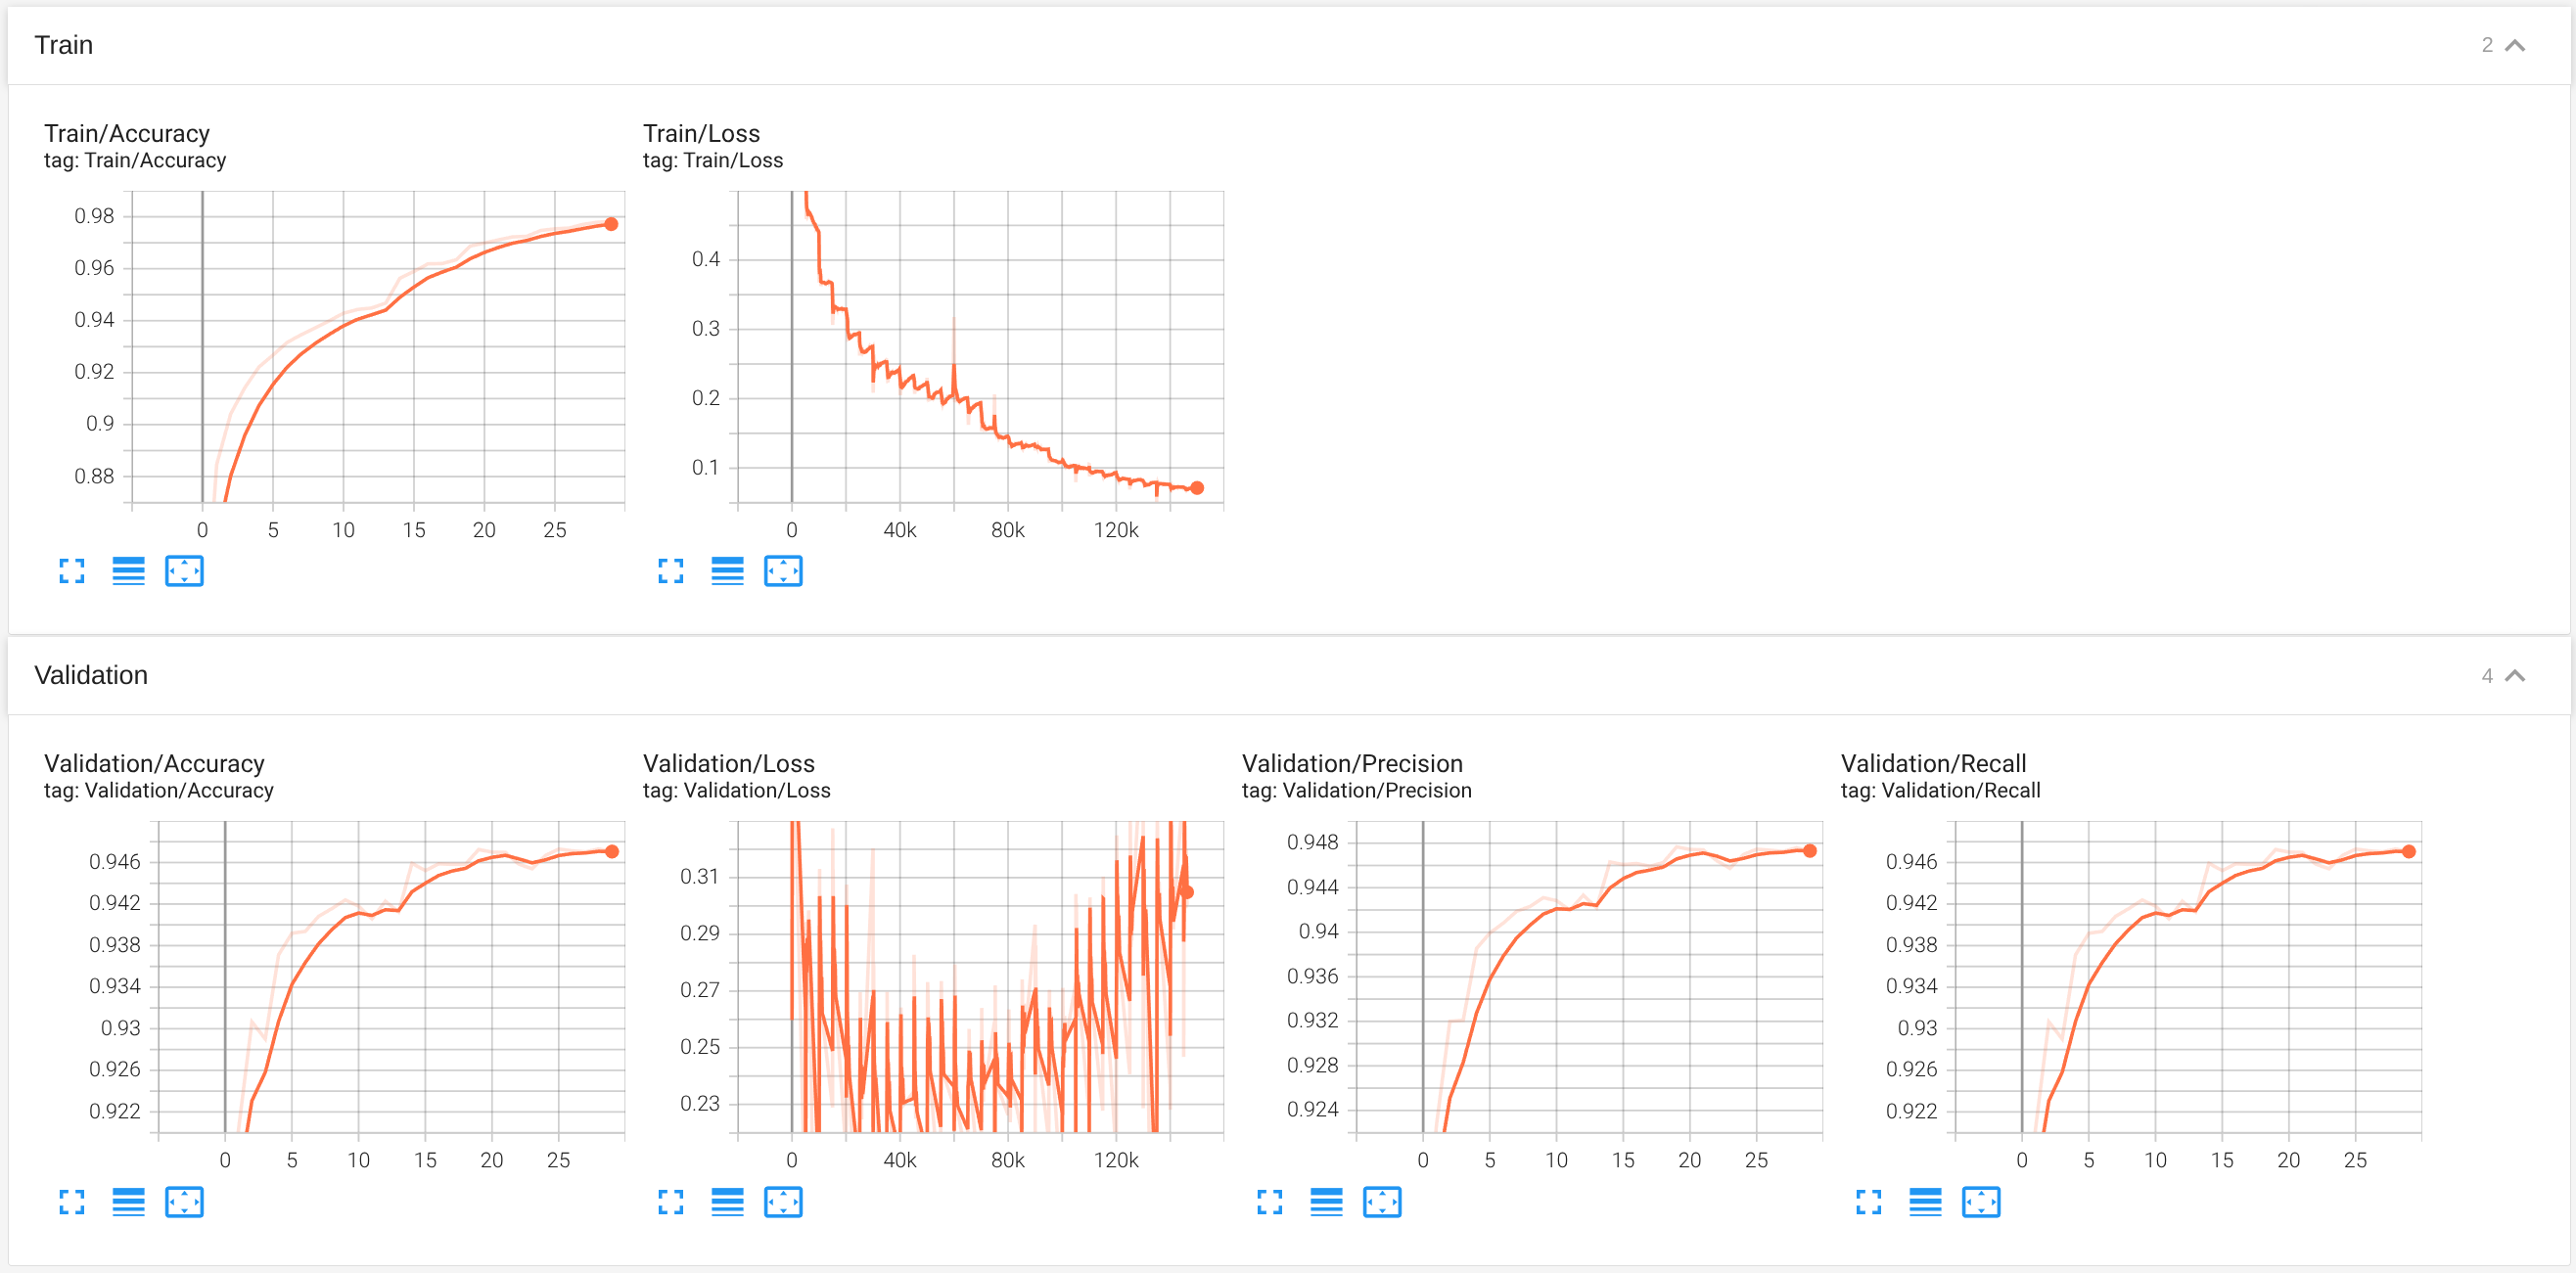 Train
2
Train/Accuracy
tag: Train/Accuracy
0.98
0.96
0.94
0.92
0.9
0.88
0 5 10 15 20 25
Train/Loss
tag: Train/Loss
0.4
0.3
0.2
0.1
0 40k 80k 120k
Validation
4
Validation/Accuracy
tag: Validation/Accuracy
0.946
0.942
0.938
0.934
0.93
0.926
0.922
0 5 10 15 20 25
Validation/Loss
tag: Validation/Loss
0.31
0.29
0.27
0.25
0.23
0 40k 80k 120k
Validation/Precision
tag: Validation/Precision
0.948
0.944
0.94
0.936
0.932
0.928
0.924
0 5 10 15 20 25
Validation/Recall
tag: Validation/Recall
0.946
0.942
0.938
0.934
0.93
0.926
0.922
0 5 10 15 20 25